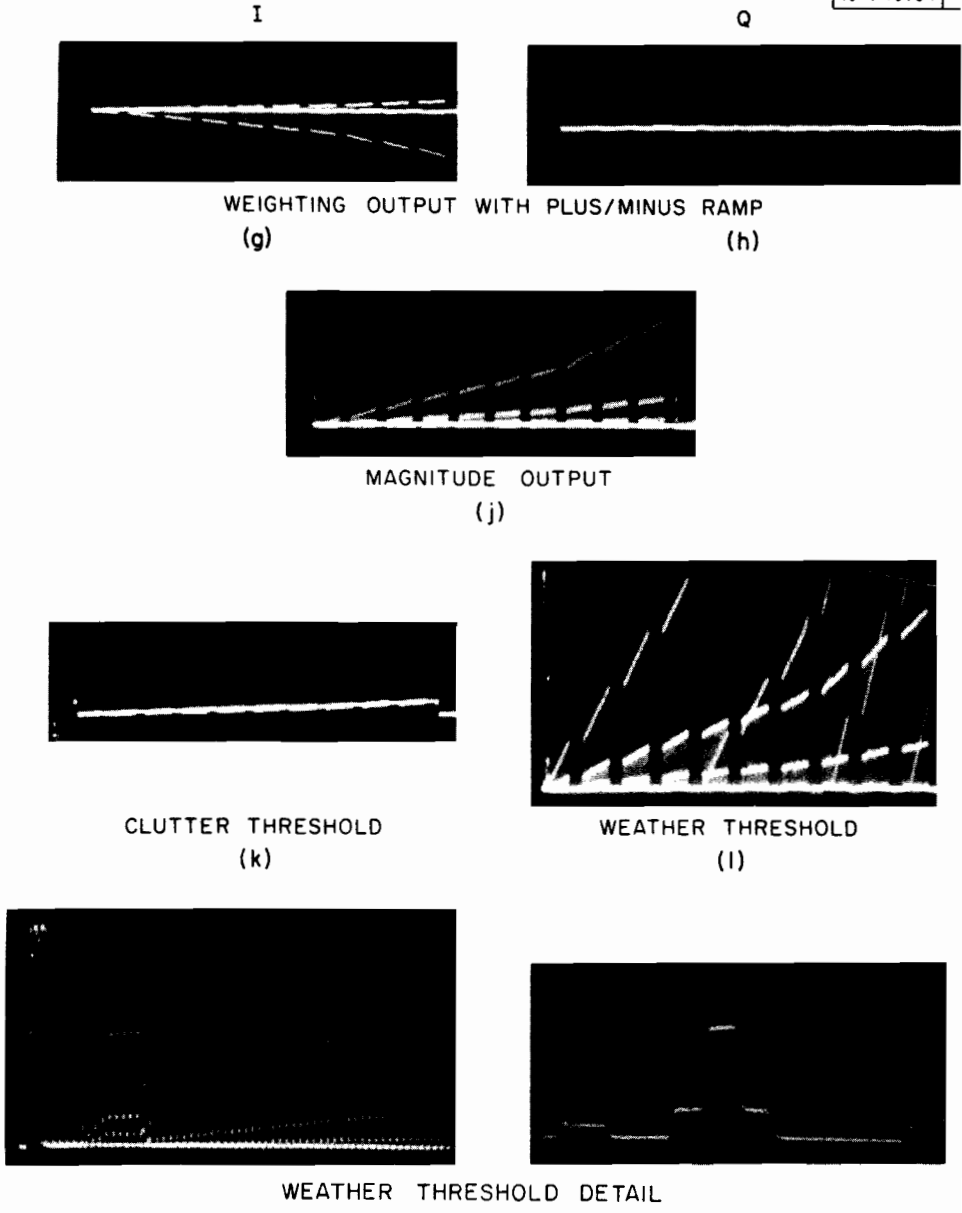 I Q
WEIGHTING OUTPUT WITH PLUS/MINUS RAMP
(g) (h)
MAGNITUDE OUTPUT
(j)
CLUTTER THRESHOLD WEATHER THRESHOLD
(k) (l)
WEATHER THRESHOLD DETAIL